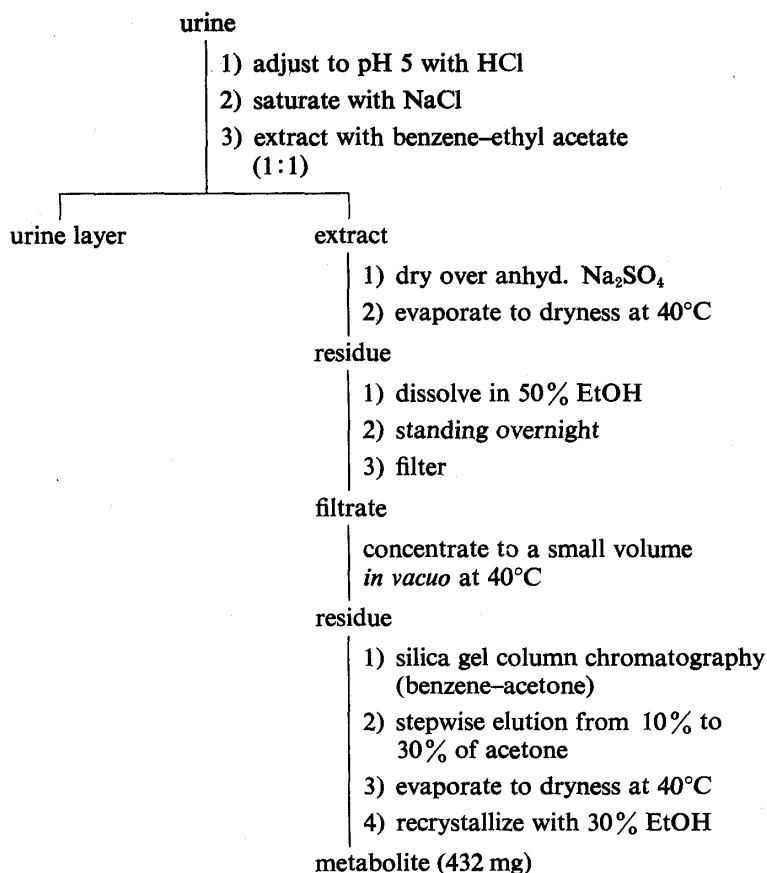 urine
1) adjust to pH 5 with HCl
2) saturate with NaCl
3) extract with benzene–ethyl acetate
(1:1)
urine layer
extract
1) dry over anhyd. Na₂SO₄
2) evaporate to dryness at 40°C
residue
1) dissolve in 50% EtOH
2) standing overnight
3) filter
filtrate
concentrate to a small volume
in vacuo at 40°C
residue
1) silica gel column chromatography
(benzene–acetone)
2) stepwise elution from 10% to
30% of acetone
3) evaporate to dryness at 40°C
4) recrystallize with 30% EtOH
metabolite (432 mg)